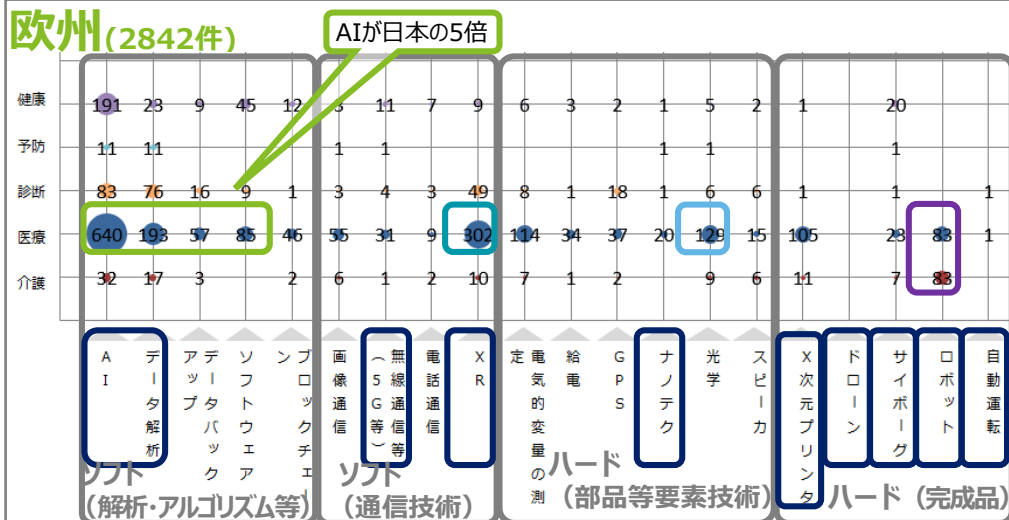 欧州(2842件)
AIが日本の5倍
健康 191 23 9 45 12 3 11 7 9 6 3 2 1 5 2 1 20
予防 11 11 1 1 1 1 1
診断 83 76 16 9 1 3 4 3 49 8 1 18 1 6 6 1 1 1
医療 640 193 57 85 46 55 31 9 302 114 34 37 20 129 15 105 23 83 1
介護 32 17 3 2 6 1 2 10 7 1 2 9 6 11 7 83
AI
データ解析
データバックアップ
ソフトウェア
ブロックチェーン
画像通信
無線通信等(5G等)
電話通信
XR
電気的変量の測定
給電
GPS
ナノテク
光学
スピーカ
X次元プリンタ
ドローン
サイボーグ
ロボット
自動運転
ソフト
(解析・アルゴリズム等)
ソフト
(通信技術)
ハード
(部品等要素技術)
ハード(完成品)